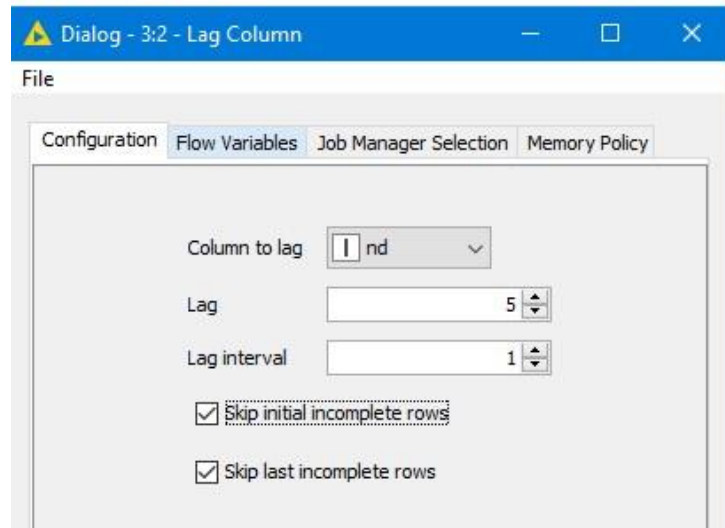 Dialog - 3:2 - Lag Column
File
Configuration Flow Variables Job Manager Selection Memory Policy
Column to lag I nd
Lag 5
Lag interval 1
Skip initial incomplete rows
Skip last incomplete rows